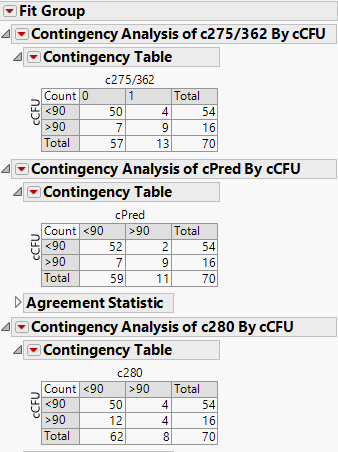 Fit Group
Contingency Analysis of c275/362 By cCFU
Contingency Table
c275/362
cCFU
Count 0 1 Total
<90 50 4 54
>90 7 9 16
Total 57 13 70
Contingency Analysis of cPred By cCFU
Contingency Table
cPred
cCFU
Count <90 >90 Total
<90 52 2 54
>90 7 9 16
Total 59 11 70
Agreement Statistic
Contingency Analysis of c280 By cCFU
Contingency Table
c280
cCFU
Count <90 >90 Total
<90 50 4 54
>90 12 4 16
Total 62 8 70